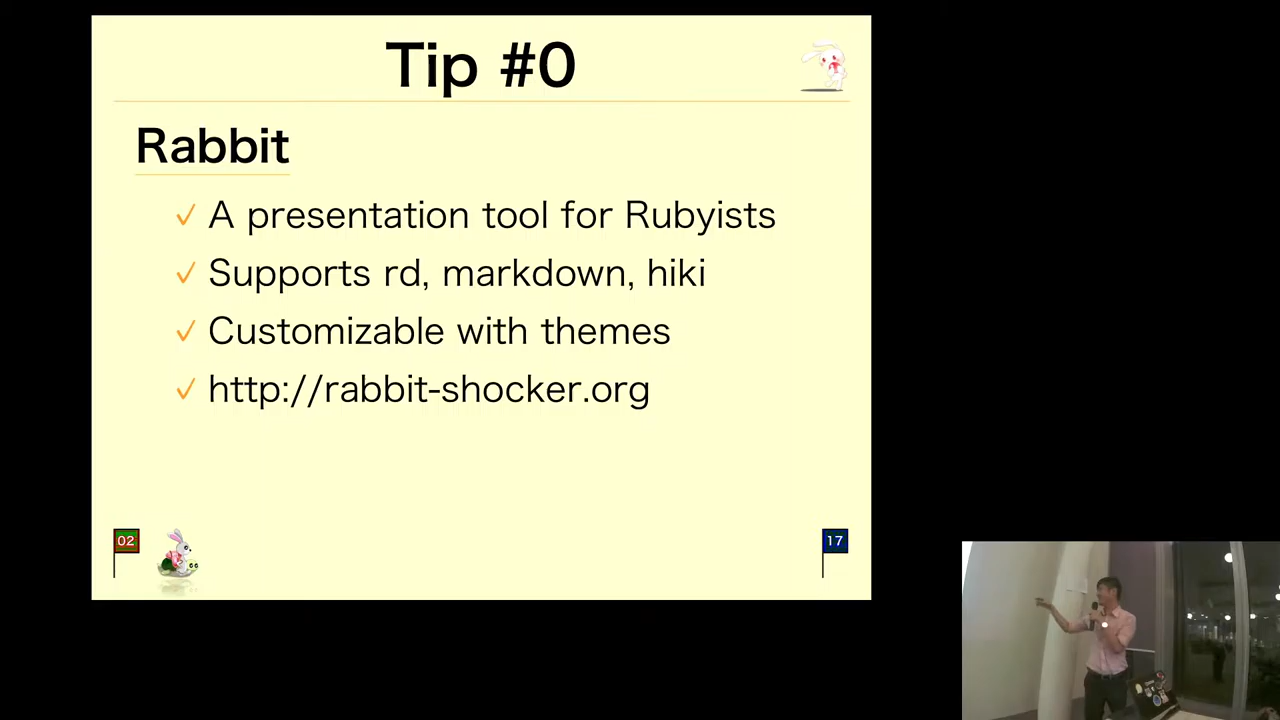 Tip #0
Rabbit
A presentation tool for Rubyists
Supports rd, markdown, hiki
Customizable with themes
http://rabbit-shocker.org
02
17